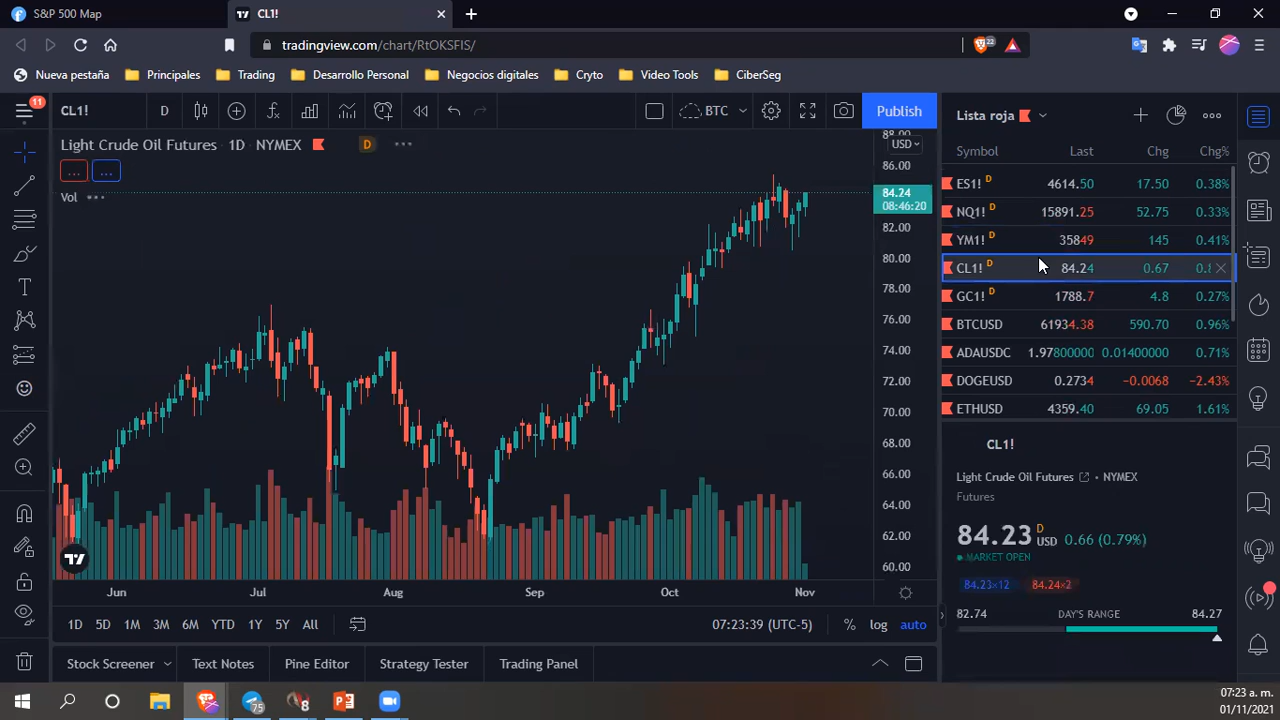 S&P 500 Map
CL1!
tradingview.com/chart/RtOKSFIS/
22
Nueva pestaña
Principales
Trading
Desarrollo Personal
Negocios digitales
Cryto
Video Tools
CiberSeg
11
CL1!
D
BTC
Publish
Light Crude Oil Futures · 1D · NYMEX
D
Vol
USD
88.00
86.00
84.24
08:46:20
82.00
80.00
78.00
76.00
74.00
72.00
70.00
68.00
66.00
64.00
62.00
60.00
Jun Jul Aug Sep Oct Nov
1D 5D 1M 3M 6M YTD 1Y 5Y All
07:23:39 (UTC-5)
% log auto
Stock Screener
Text Notes
Pine Editor
Strategy Tester
Trading Panel
Lista roja
Symbol Last Chg Chg%
ES1! D 4614.50 17.50 0.38%
NQ1! D 15891.25 52.75 0.33%
YM1! D 35849 145 0.41%
CL1! D 84.24 0.67
GC1! D 1788.7 4.8 0.27%
BTCUSD 61934.38 590.70 0.96%
ADAUSDC 1.97800000 0.01400000 0.71%
DOGEUSD 0.2734 −0.0068 −2.43%
ETHUSD 4359.40 69.05 1.61%
CL1!
Light Crude Oil Futures · NYMEX
Futures
84.23 D USD 0.66 (0.79%)
MARKET OPEN
84.23×12 84.24×2
82.74 DAY'S RANGE 84.27
75
8
07:23 a. m.
01/11/2021